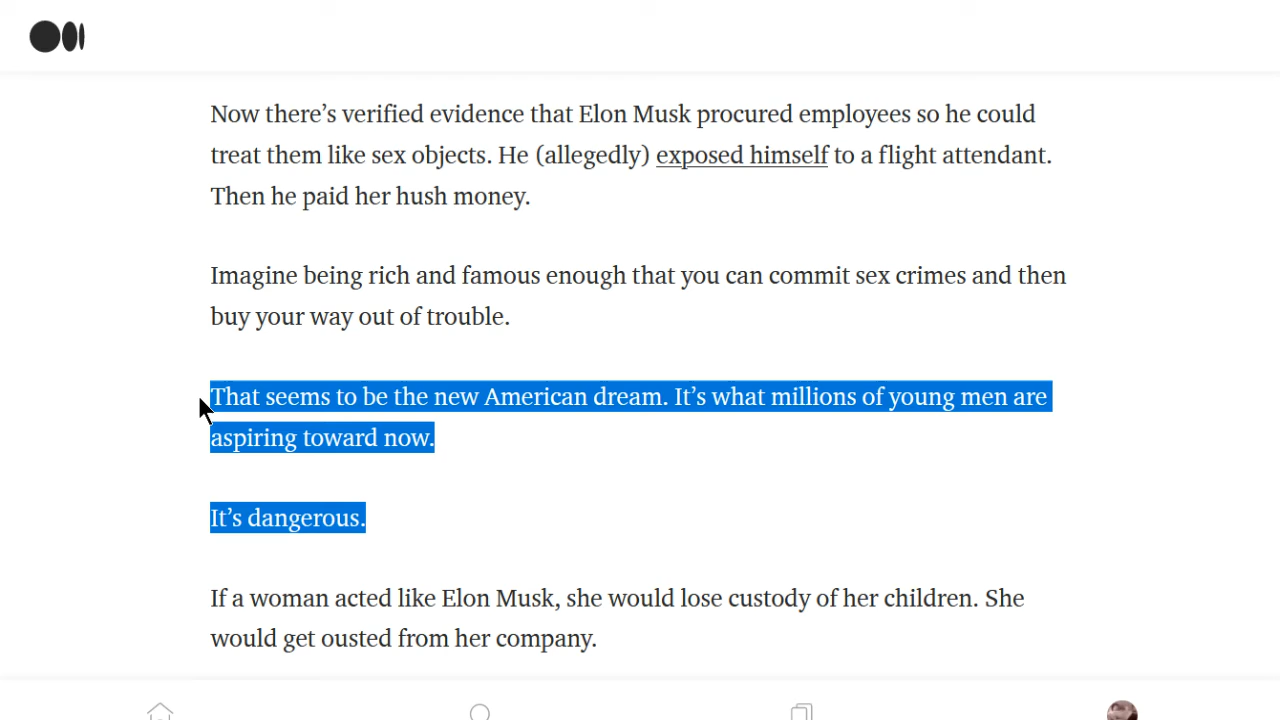 Now there’s verified evidence that Elon Musk procured employees so he could
treat them like sex objects. He (allegedly) exposed himself to a flight attendant.
Then he paid her hush money.
Imagine being rich and famous enough that you can commit sex crimes and then
buy your way out of trouble.
That seems to be the new American dream. It’s what millions of young men are
aspiring toward now.
It’s dangerous.
If a woman acted like Elon Musk, she would lose custody of her children. She
would get ousted from her company.